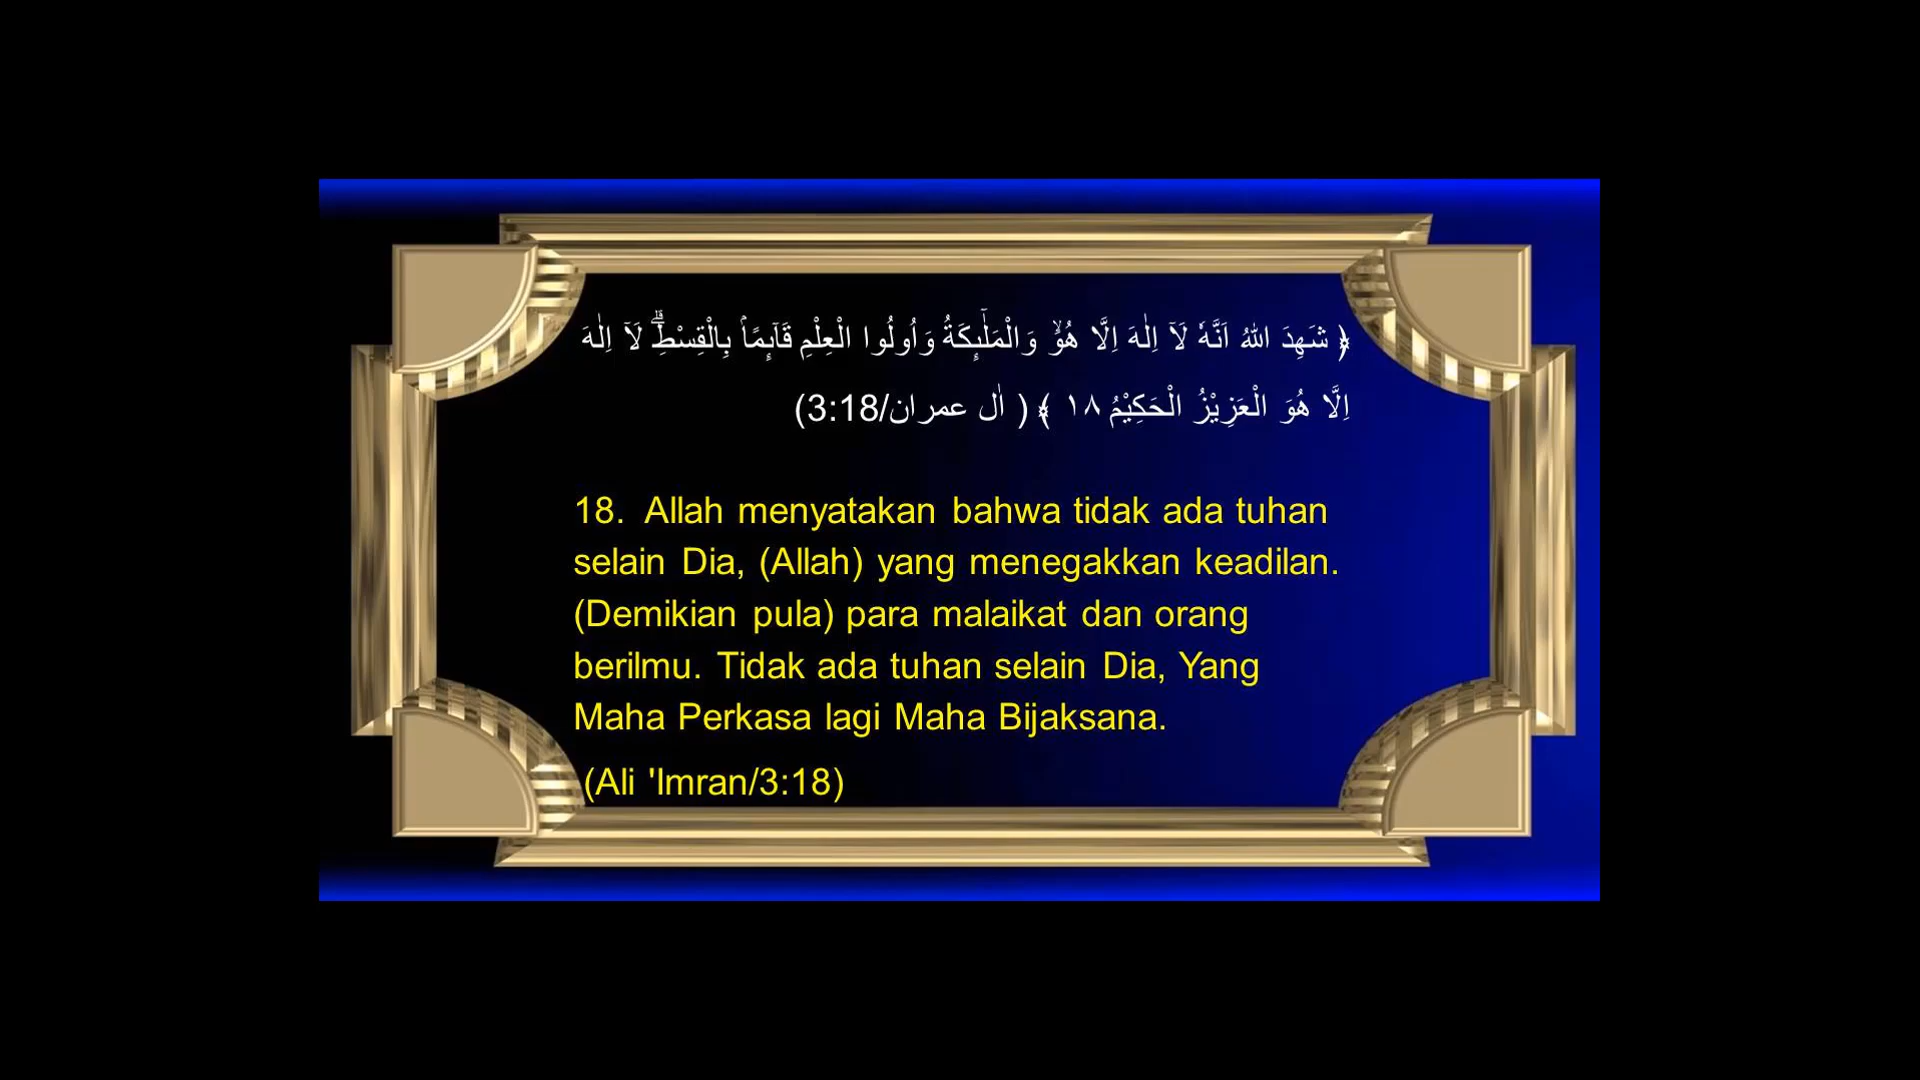 ﴿ شَهِدَ اللّٰهُ اَنَّهٗ لَآ اِلٰهَ اِلَّا هُوَۙ وَالْمَلٰۤىِٕكَةُ وَاُولُوا الْعِلْمِ قَاۤىِٕمًاۢ بِالْقِسْطِۗ لَآ اِلٰهَ
اِلَّا هُوَ الْعَزِيْزُ الْحَكِيْمُ ١٨ ﴾ ( اٰل عمران/3:18)
18. Allah menyatakan bahwa tidak ada tuhan
selain Dia, (Allah) yang menegakkan keadilan.
(Demikian pula) para malaikat dan orang
berilmu. Tidak ada tuhan selain Dia, Yang
Maha Perkasa lagi Maha Bijaksana.
(Ali 'Imran/3:18)